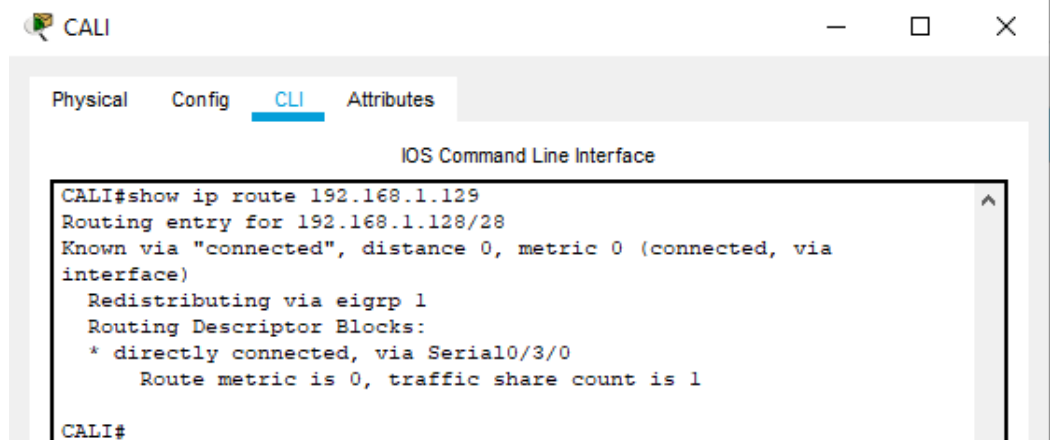 CALI
Physical Config CLI Attributes
IOS Command Line Interface
CALI#show ip route 192.168.1.129
Routing entry for 192.168.1.128/28
Known via "connected", distance 0, metric 0 (connected, via
interface)
  Redistributing via eigrp 1
  Routing Descriptor Blocks:
  * directly connected, via Serial0/3/0
      Route metric is 0, traffic share count is 1
CALI#